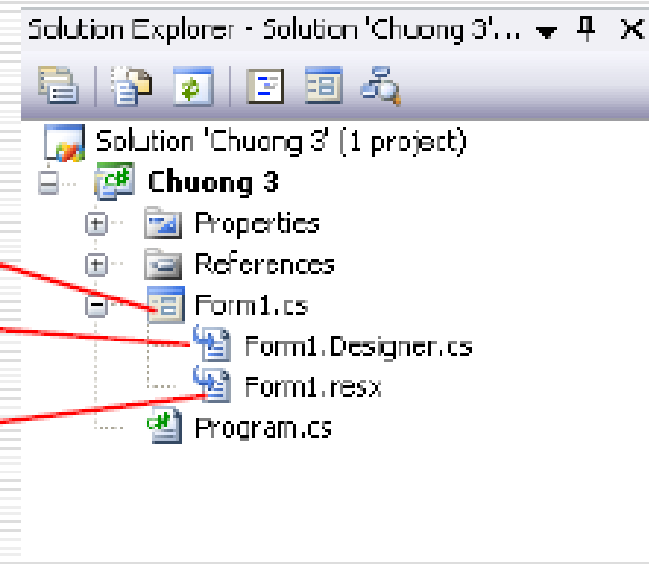 Solution Explorer - Solution 'Chuong 3'...
Solution 'Chuong 3' (1 project)
Chuong 3
Properties
References
Form1.cs
Form1.Designer.cs
Form1.resx
Program.cs